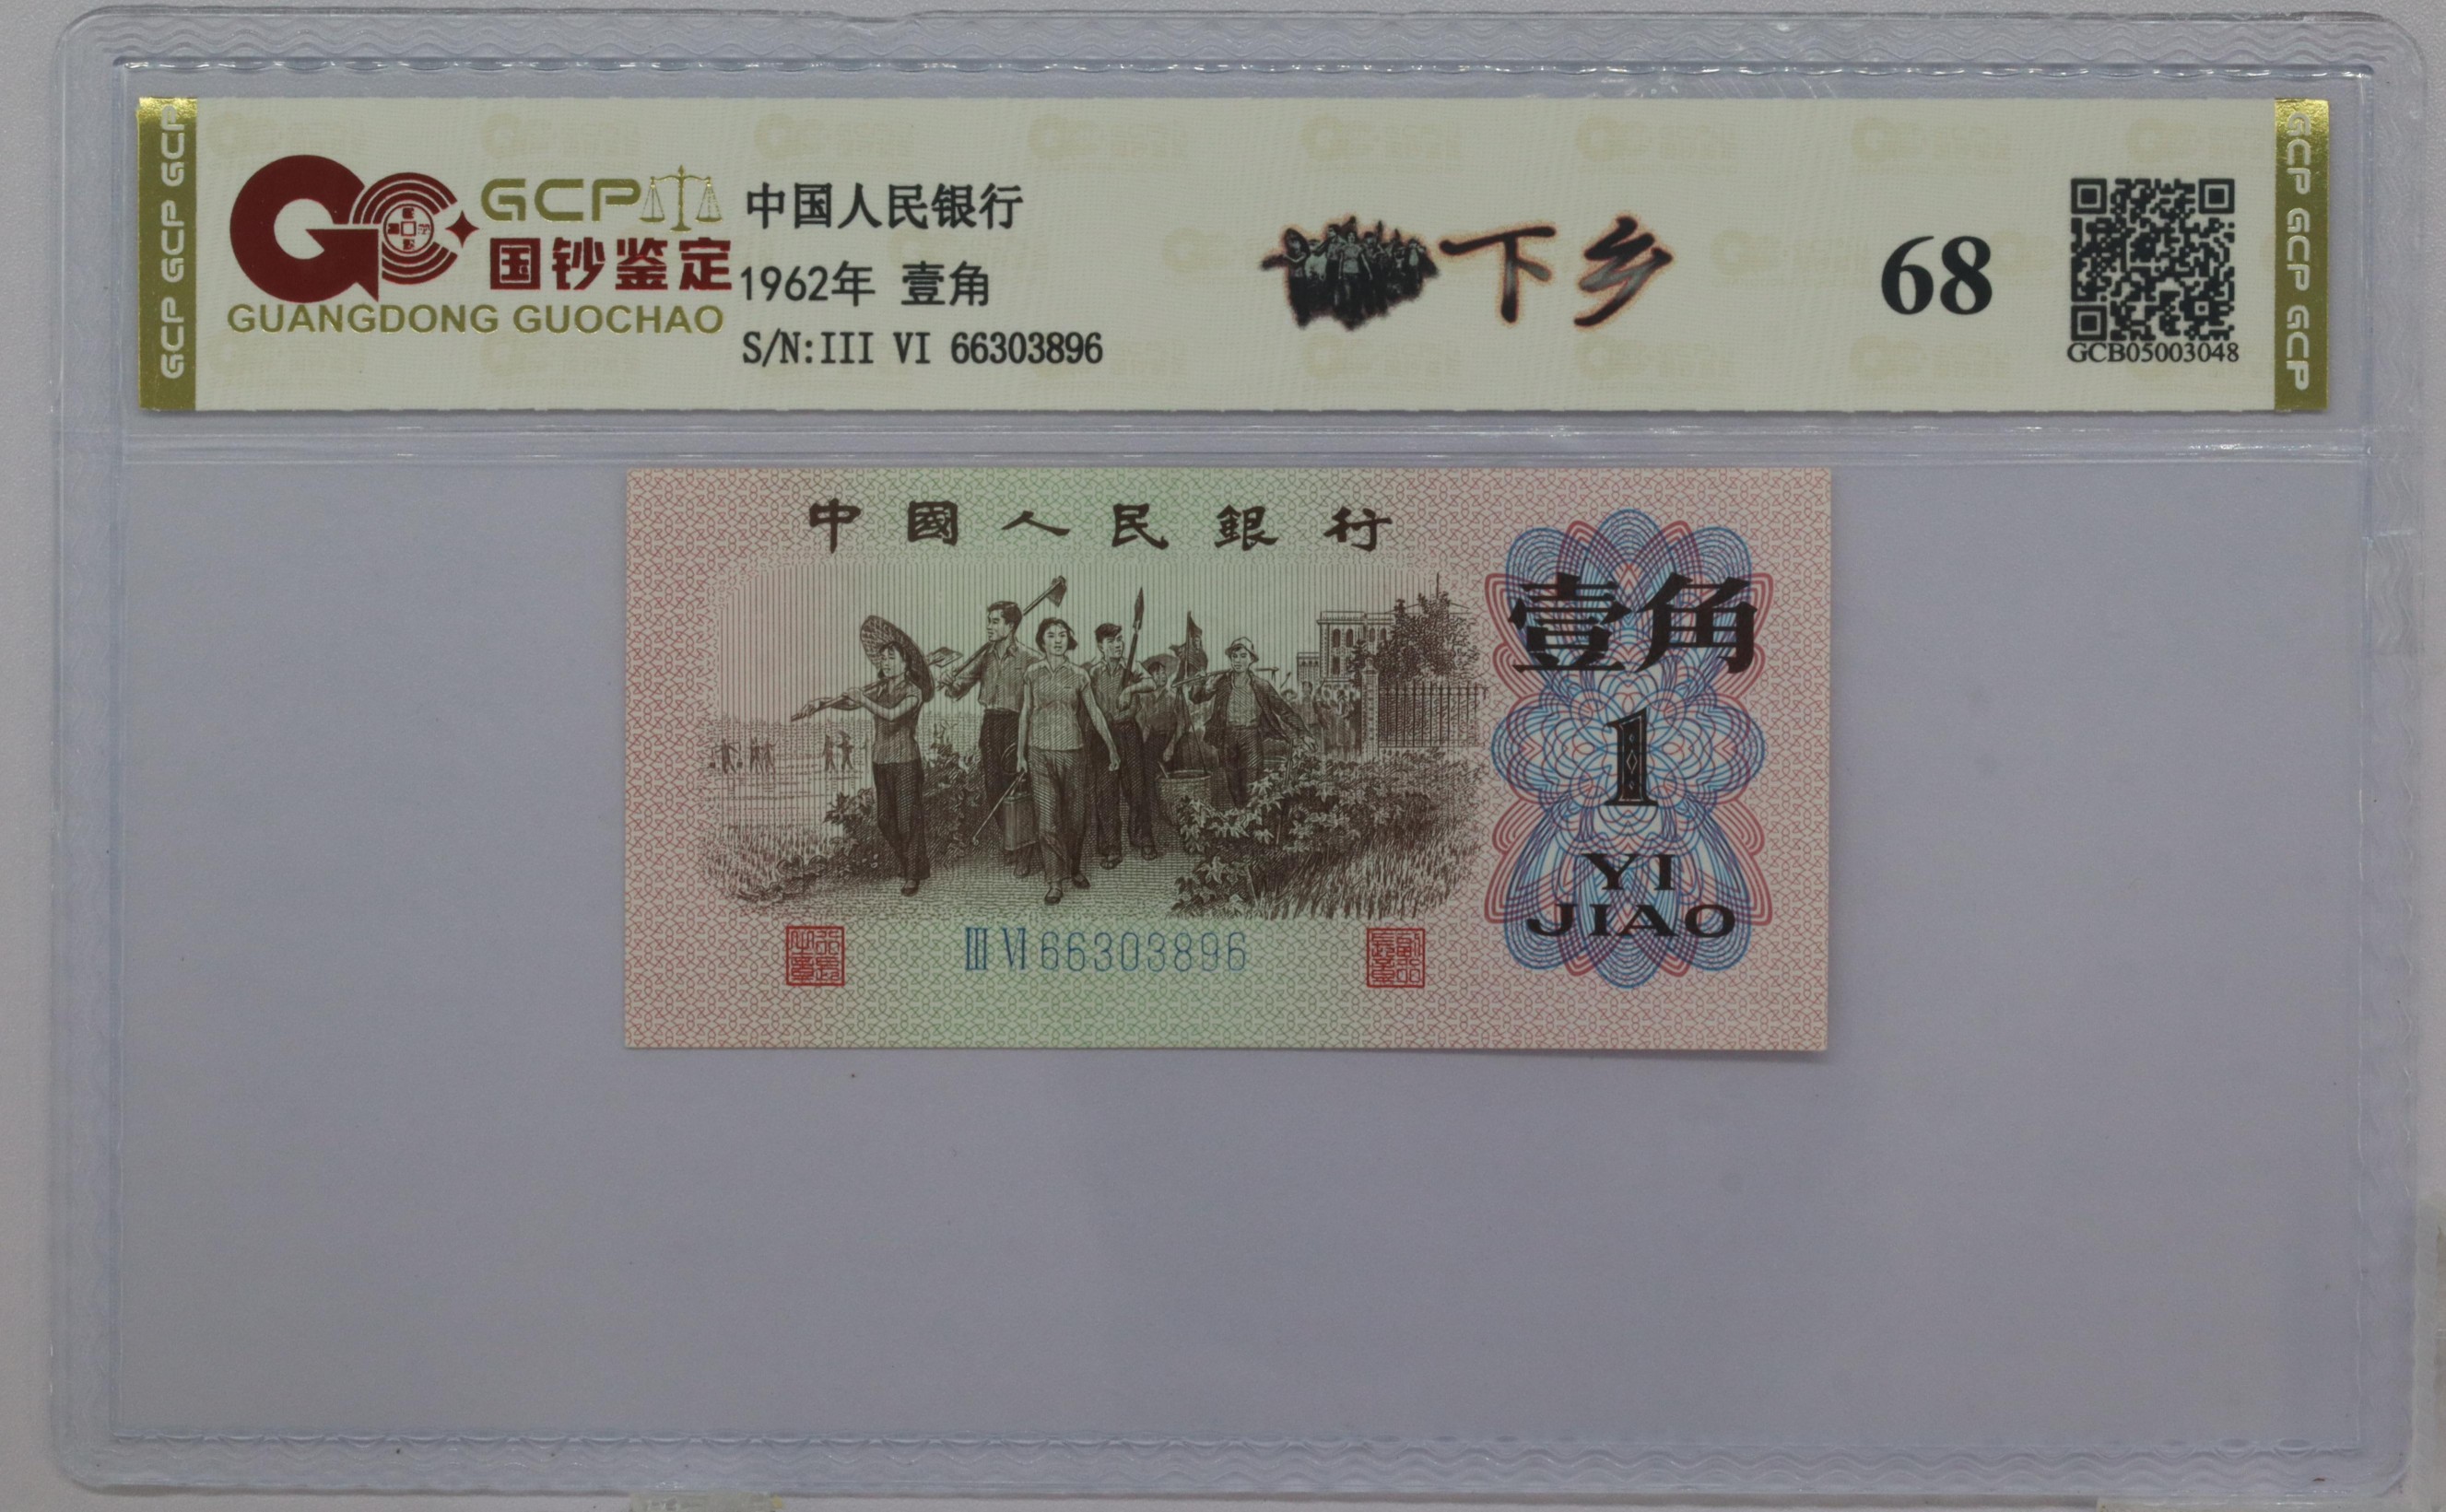 GCP GCP GCP
GCP
国钞鉴定
GUANGDONG GUOCHAO
中国人民银行
1962年 壹角
S/N:III VI 66303896
下乡
68
GCB05003048
GCP GCP GCP
中國人民銀行
壹角
1
YI
JIAO
III VI 66303896